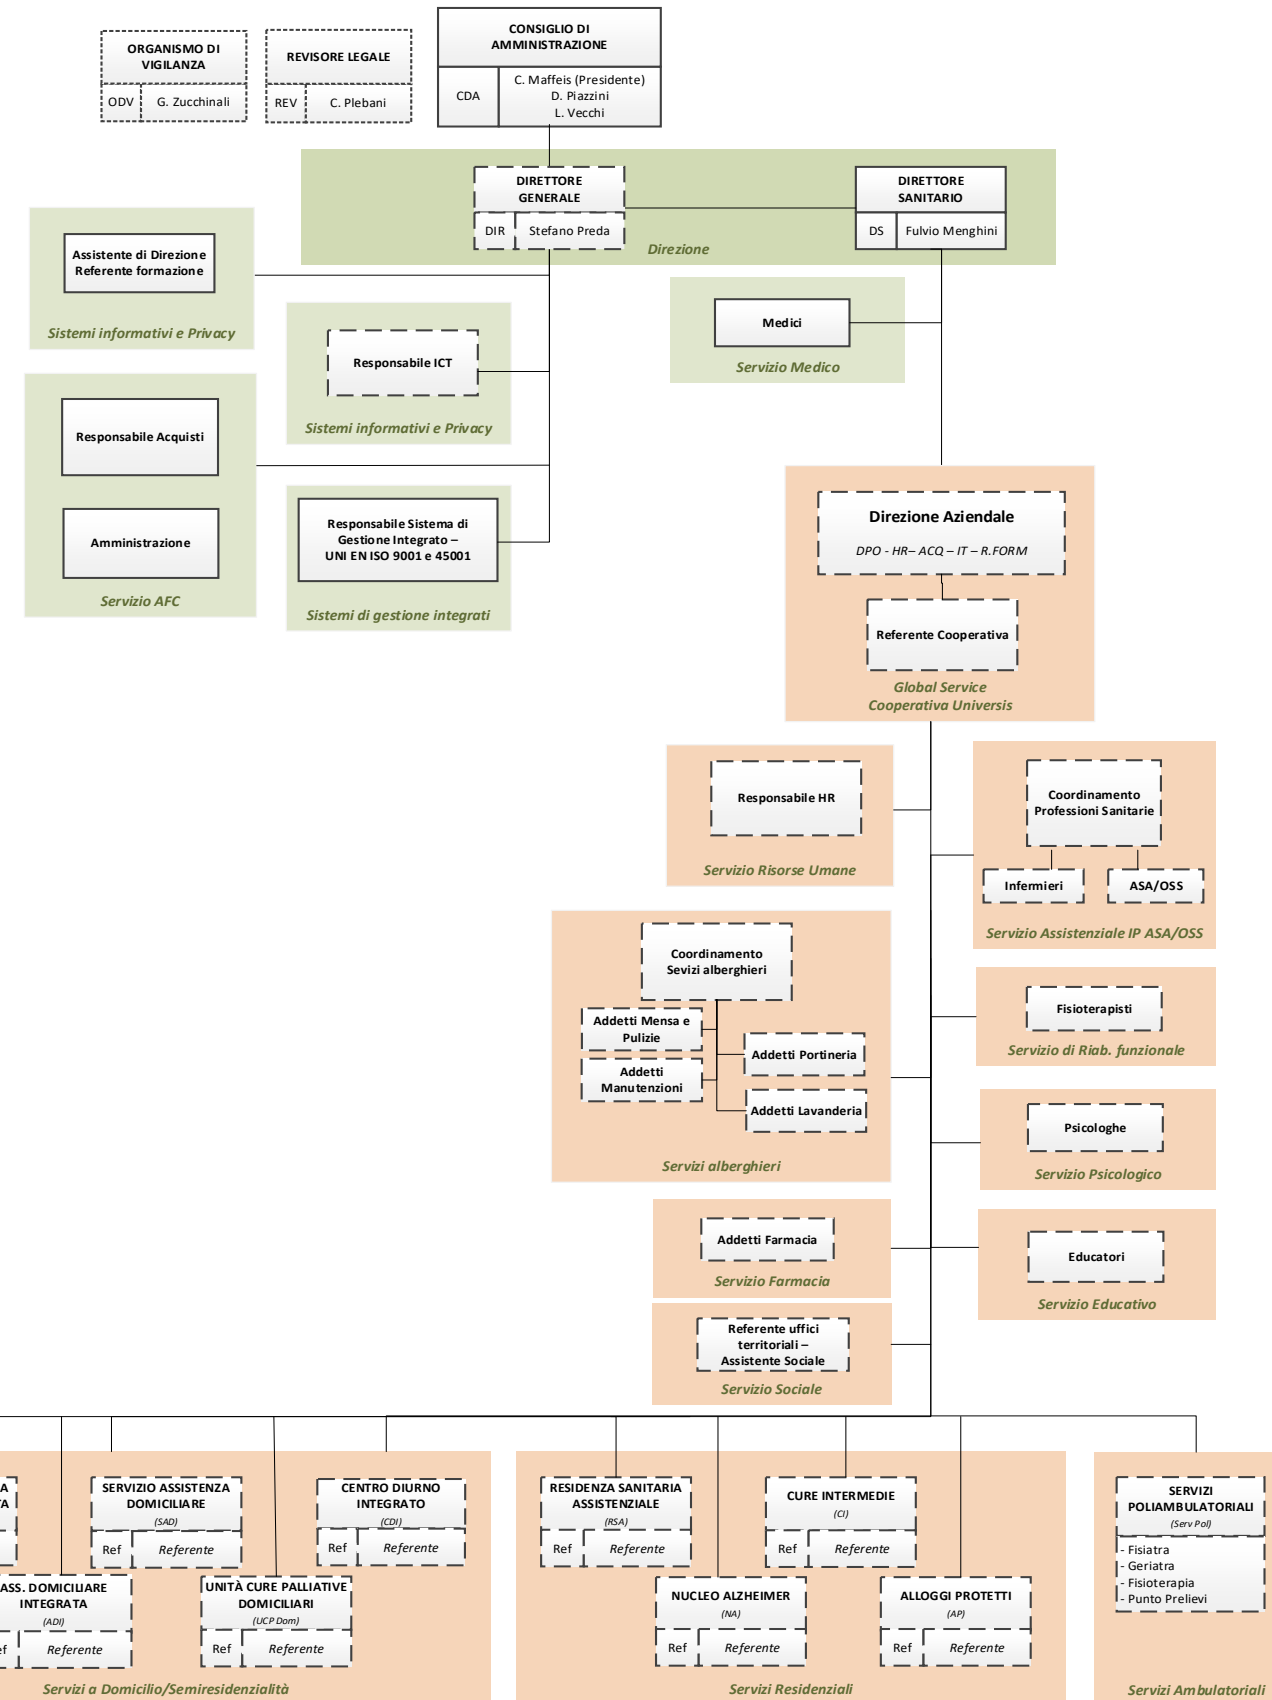 ORGANISMO DI
VIGILANZA
ODV
G. Zucchinali
REVISORE LEGALE
REV
C. Plebani
CONSIGLIO DI
AMMINISTRAZIONE
CDA
C. Maffeis (Presidente)
D. Piazzini
L. Vecchi
DIRETTORE
GENERALE
DIR
Stefano Preda
DIRETTORE
SANITARIO
DS
Fulvio Menghini
Direzione
Assistente di Direzione
Referente formazione
Sistemi informativi e Privacy
Responsabile ICT
Sistemi informativi e Privacy
Medici
Servizio Medico
Responsabile Acquisti
Amministrazione
Servizio AFC
Responsabile Sistema di
Gestione Integrato –
UNI EN ISO 9001 e 45001
Sistemi di gestione integrati
Direzione Aziendale
DPO - HR– ACQ – IT – R.FORM
Referente Cooperativa
Global Service
Cooperativa Universis
Responsabile HR
Servizio Risorse Umane
Coordinamento
Professioni Sanitarie
Infermieri
ASA/OSS
Servizio Assistenziale IP ASA/OSS
Coordinamento
Sevizi alberghieri
Addetti Mensa e
Pulizie
Addetti Portineria
Addetti
Manutenzioni
Addetti Lavanderia
Servizi alberghieri
Fisioterapisti
Servizio di Riab. funzionale
Psicologhe
Servizio Psicologico
Addetti Farmacia
Servizio Farmacia
Educatori
Servizio Educativo
Referente uffici
territoriali –
Assistente Sociale
Servizio Sociale
A
TA
SERVIZIO ASSISTENZA
DOMICILIARE
(SAD)
Ref
Referente
CENTRO DIURNO
INTEGRATO
(CDI)
Ref
Referente
ASS. DOMICILIARE
INTEGRATA
(ADI)
ef
Referente
UNITÀ CURE PALLIATIVE
DOMICILIARI
(UCP Dom)
Ref
Referente
Servizi a Domicilio/Semiresidenzialità
RESIDENZA SANITARIA
ASSISTENZIALE
(RSA)
Ref
Referente
CURE INTERMEDIE
(CI)
Ref
Referente
NUCLEO ALZHEIMER
(NA)
Ref
Referente
ALLOGGI PROTETTI
(AP)
Ref
Referente
Servizi Residenziali
SERVIZI
POLIAMBULATORIALI
(Serv Pol)
- Fisiatra
- Geriatra
- Fisioterapia
- Punto Prelievi
Servizi Ambulatoriali